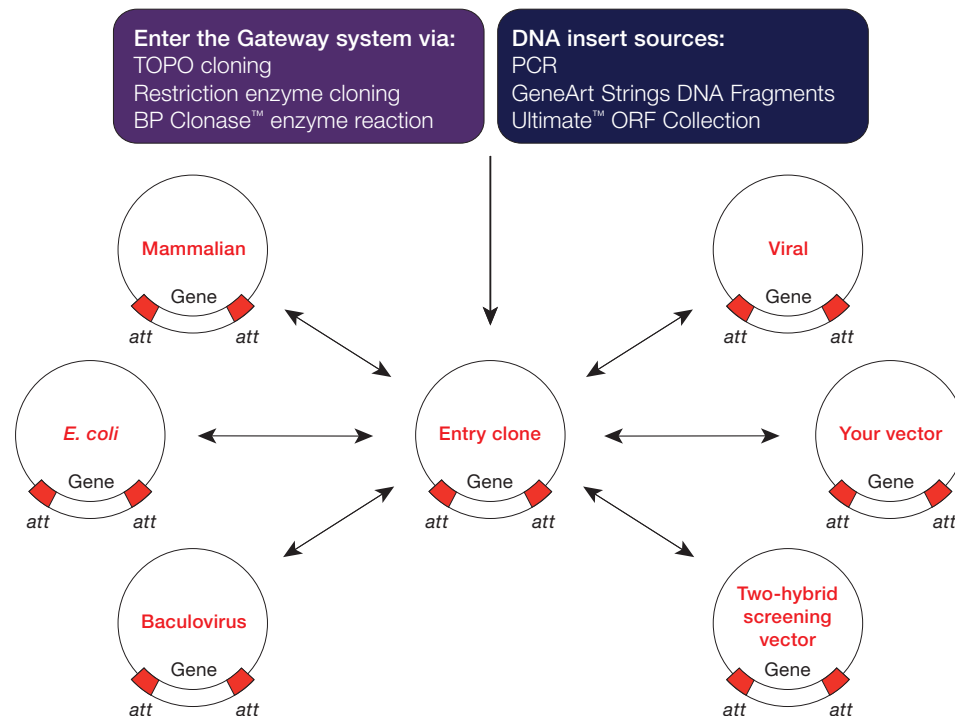 Enter the Gateway system via:
TOPO cloning
Restriction enzyme cloning
BP Clonase™ enzyme reaction
DNA insert sources:
PCR
GeneArt Strings DNA Fragments
Ultimate™ ORF Collection
Mammalian
Gene
att
att
Viral
Gene
att
att
E. coli
Gene
att
att
Entry clone
Gene
att
att
Your vector
Gene
att
att
Baculovirus
Gene
att
att
Two-hybrid
screening
vector
Gene
att
att